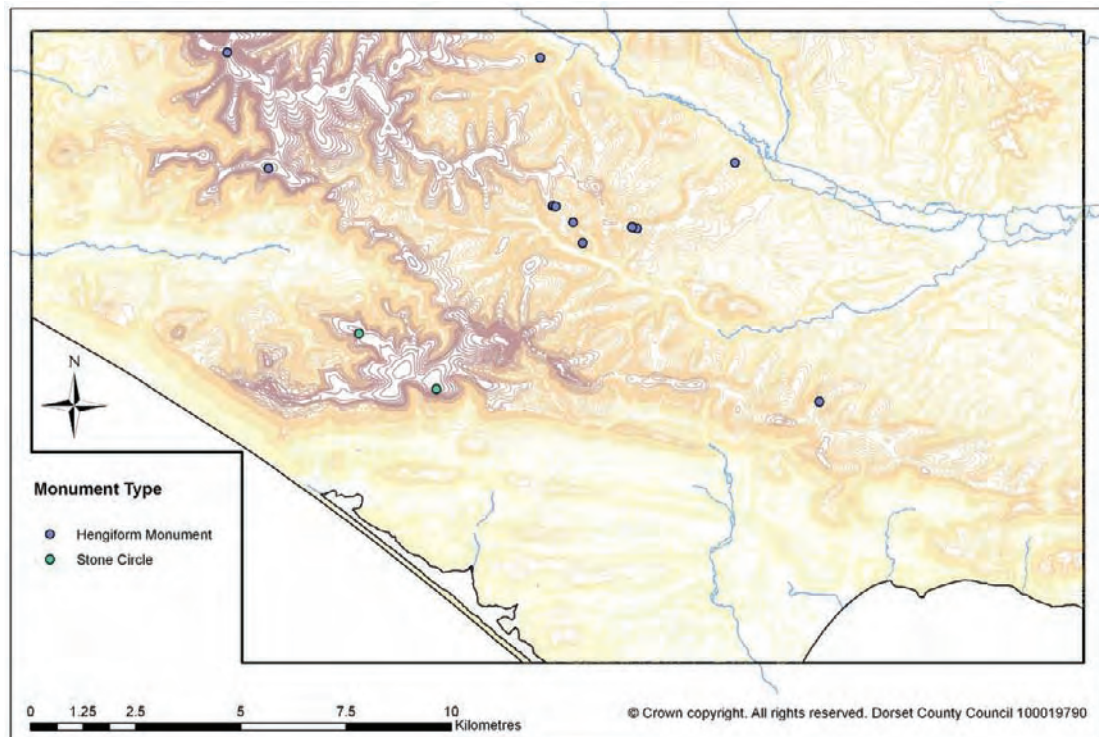 N
Monument Type
Hengiform Monument
Stone Circle
0 1.25 2.5 5 7.5 10
Kilometres
© Crown copyright. All rights reserved. Dorset County Council 100019790